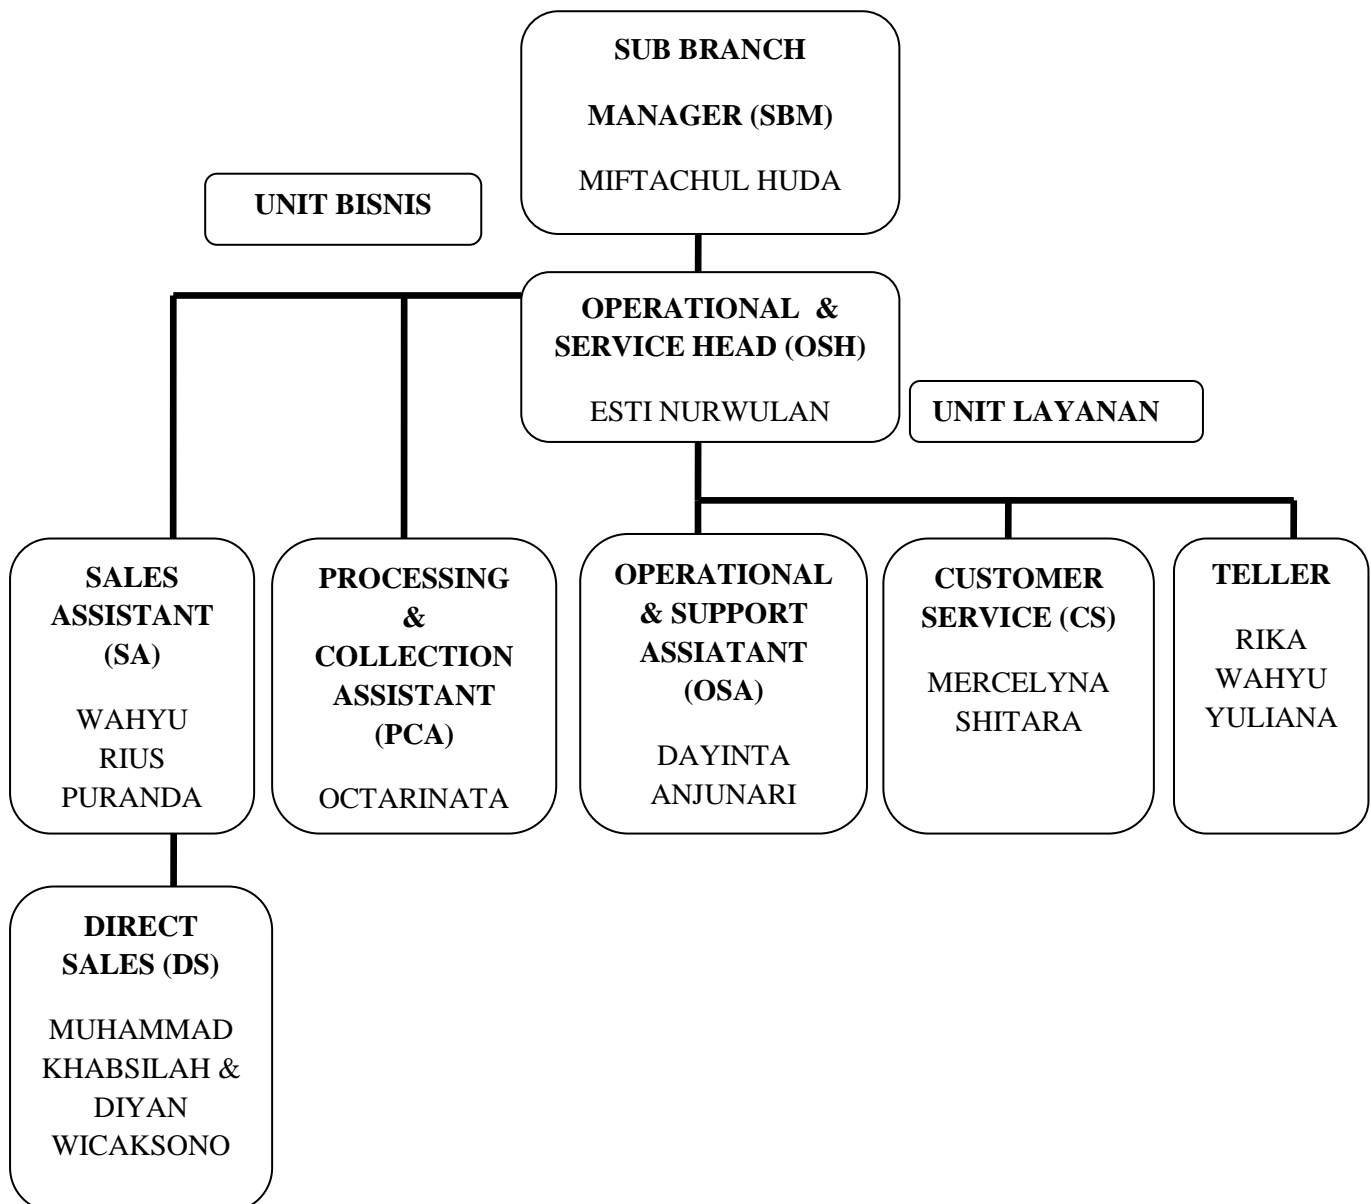 SUB BRANCH
MANAGER (SBM)
MIFTACHUL HUDA
UNIT BISNIS
OPERATIONAL & 
SERVICE HEAD (OSH)
ESTI NURWULAN
UNIT LAYANAN
SALES
ASSISTANT
(SA)
WAHYU
RIUS
PURANDA
PROCESSING
&
COLLECTION
ASSISTANT
(PCA)
OCTARINATA
OPERATIONAL
& SUPPORT
ASSIATANT
(OSA)
DAYINTA
ANJUNARI
CUSTOMER
SERVICE (CS)
MERCELYNA
SHITARA
TELLER
RIKA
WAHYU
YULIANA
DIRECT
SALES (DS)
MUHAMMAD
KHABSILAH &
DIYAN
WICAKSONO